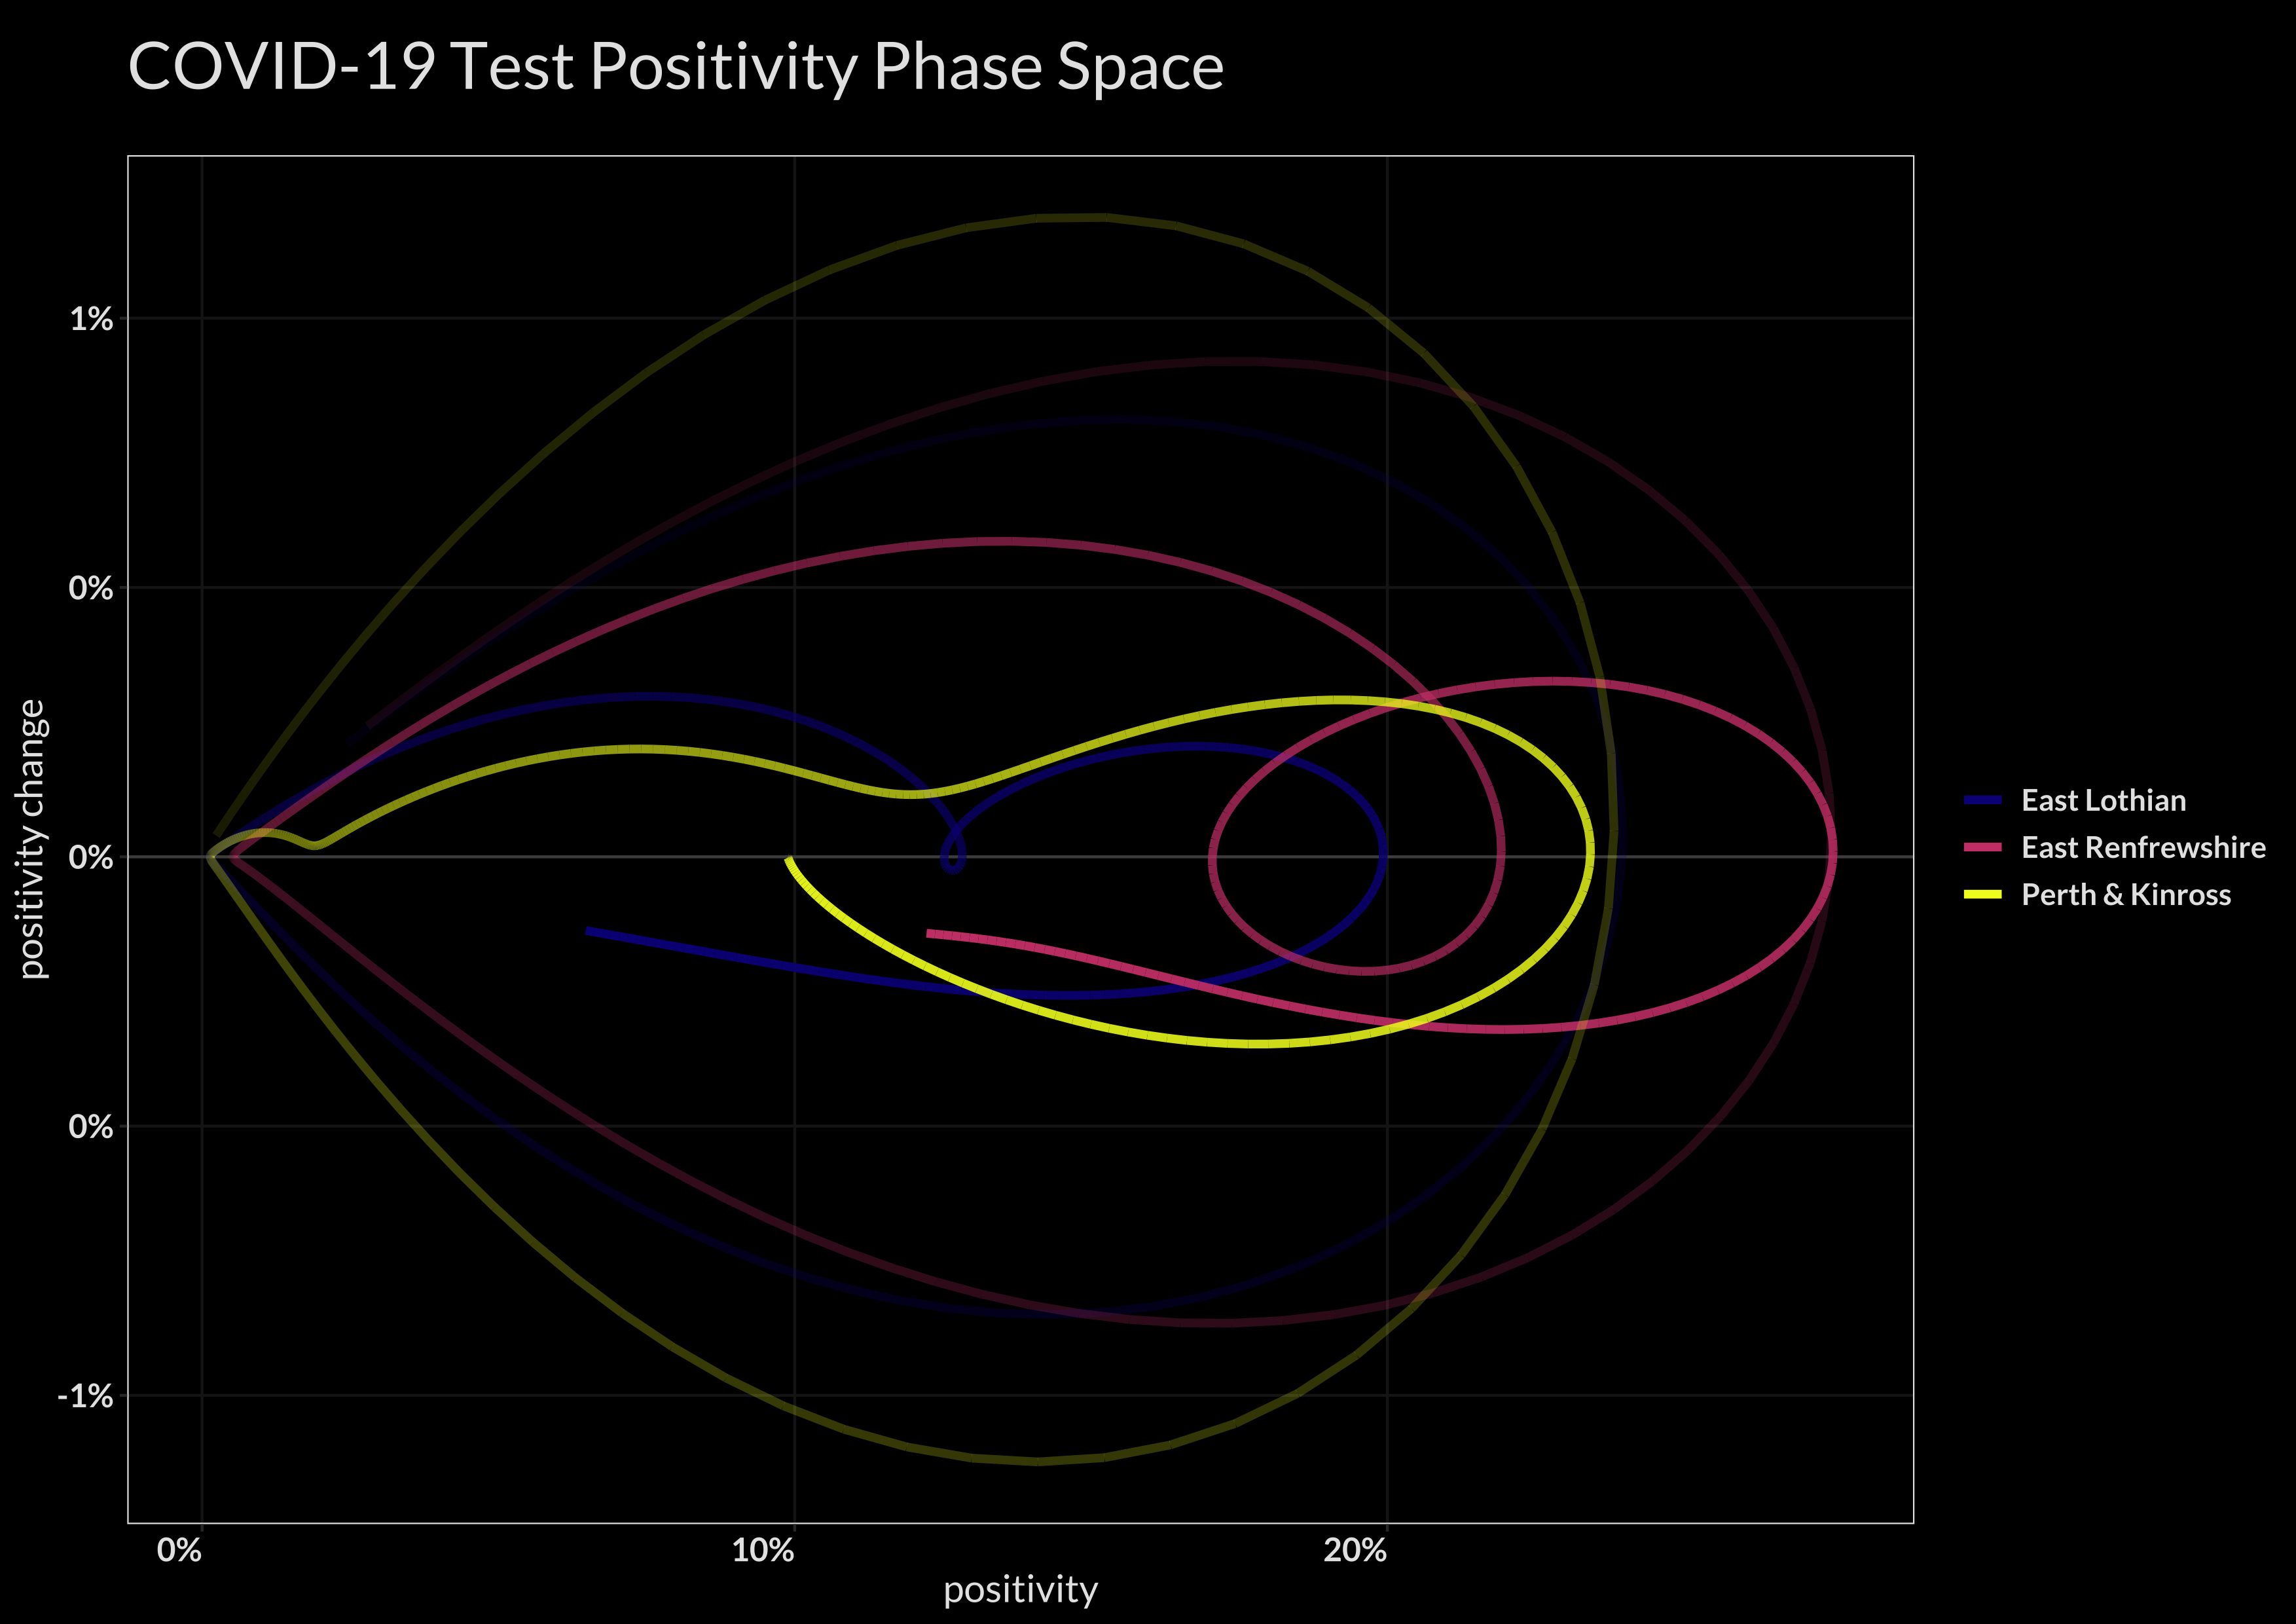 COVID-19 Test Positivity Phase Space
positivity change
1%
0%
0%
0%
-1%
0%
10%
20%
positivity
East Lothian
East Renfrewshire
Perth & Kinross